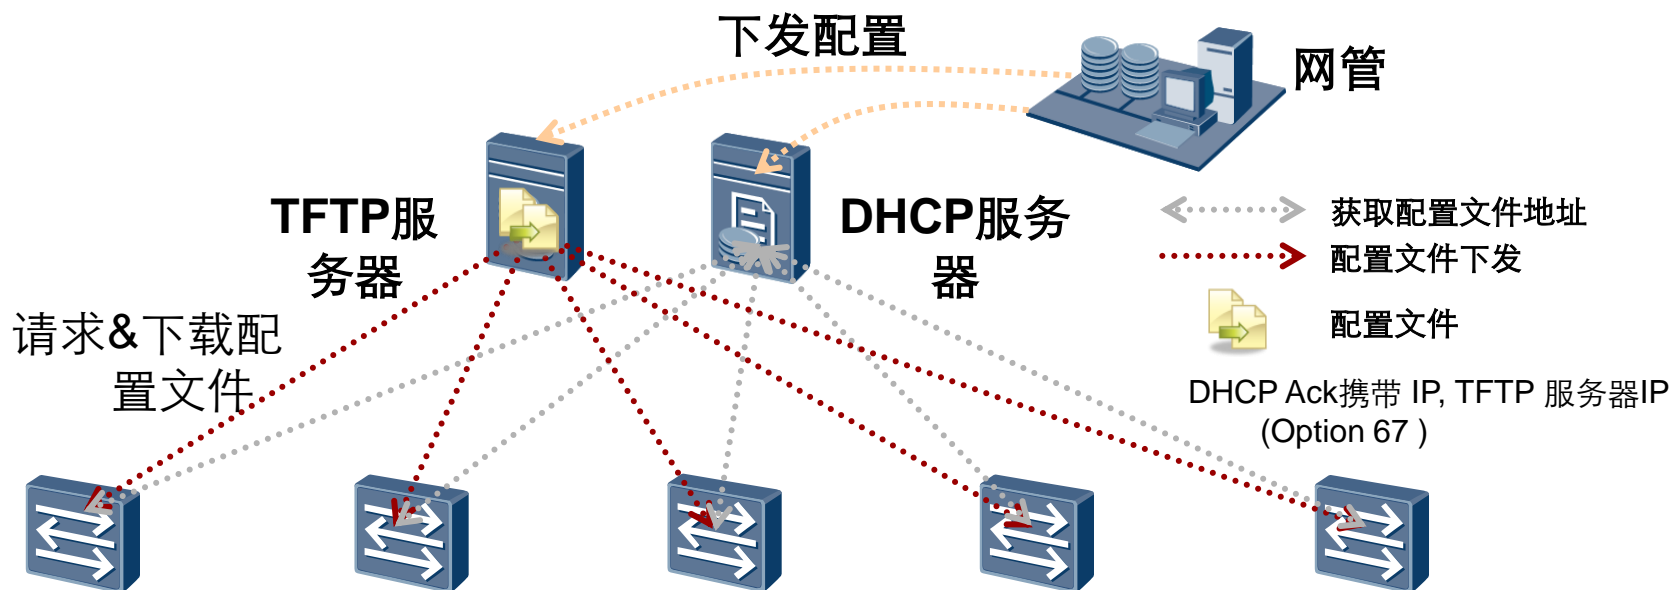 下发配置
网管
TFTP服
务器
DHCP服务
器
获取配置文件地址
配置文件下发
请求&下载配
置文件
配置文件
DHCP Ack携带 IP, TFTP 服务器IP
(Option 67 )